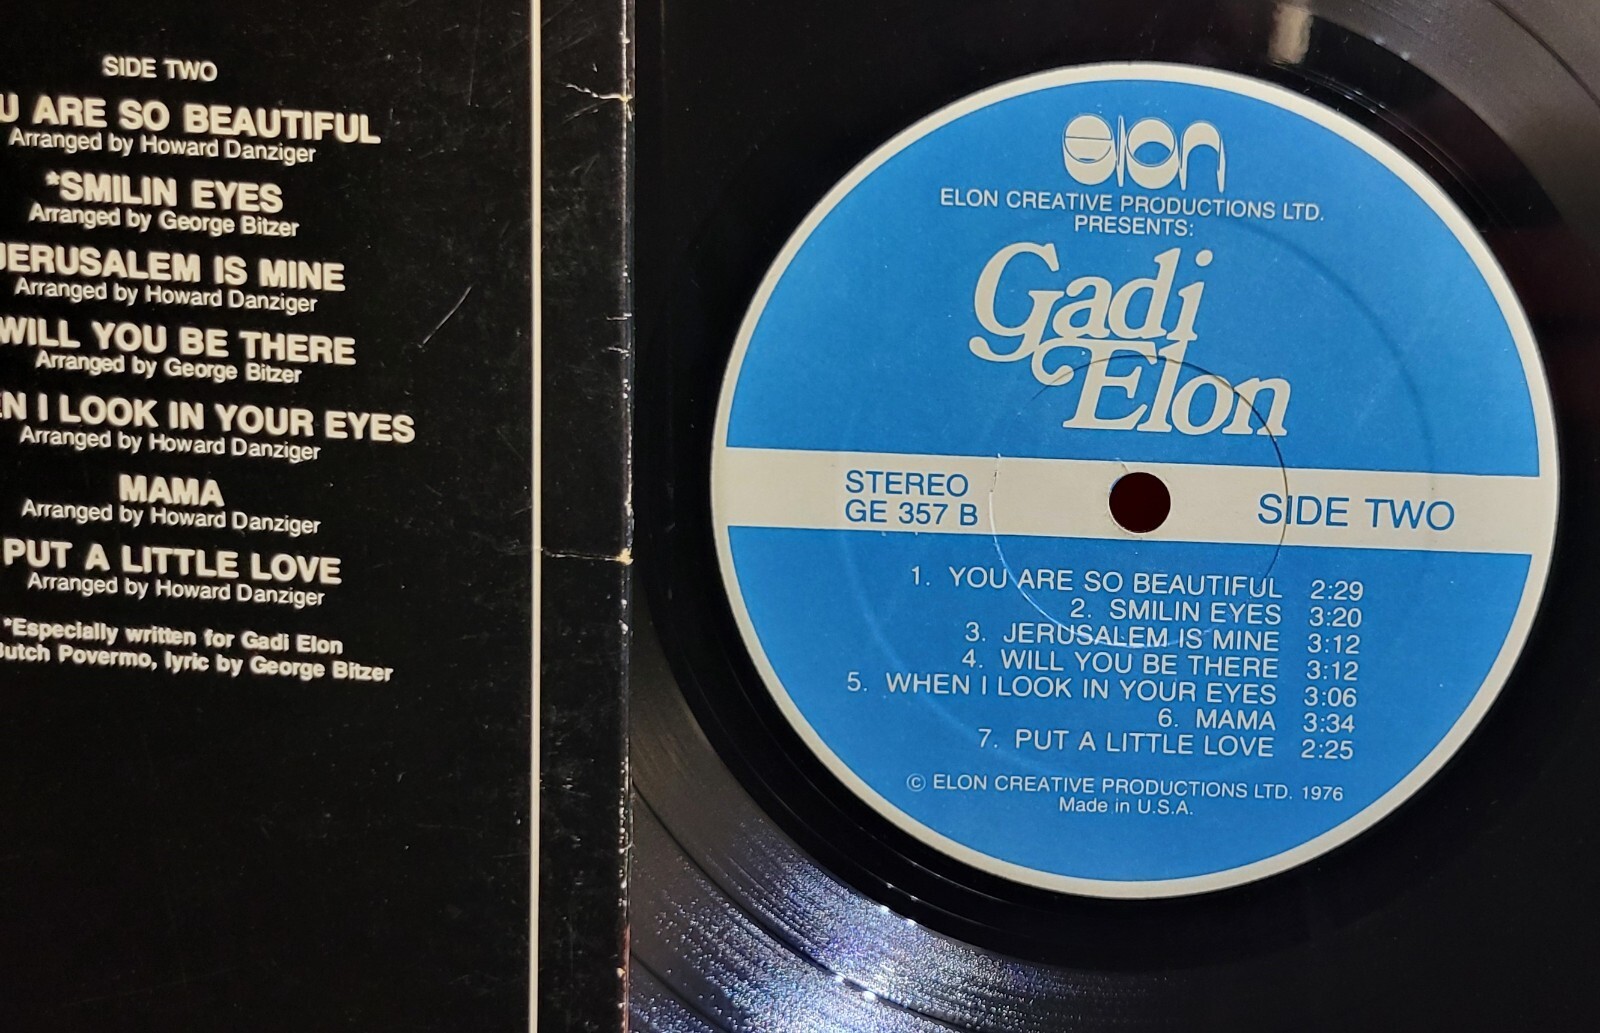 SIDE TWO
ARE SO BEAUTIFUL
Arranged by Howard Danziger
*SMILIN EYES
Arranged by George Bitzer
JERUSALEM IS MINE
Arranged by Howard Danziger
WILL YOU BE THERE
Arranged by George Bitzer
I LOOK IN YOUR EYES
Arranged by Howard Danziger
MAMA
Arranged by Howard Danziger
PUT A LITTLE LOVE
Arranged by Howard Danziger
*Especially written for Gadi Elon
Butch Povermo, lyric by George Bitzer
elon
ELON CREATIVE PRODUCTIONS LTD.
PRESENTS:
Gadi
Elon
STEREO
GE 357 B
SIDE TWO
1. YOU ARE SO BEAUTIFUL 2:29
2. SMILIN EYES 3:20
3. JERUSALEM IS MINE 3:12
4. WILL YOU BE THERE 3:12
5. WHEN I LOOK IN YOUR EYES 3:06
6. MAMA 3:34
7. PUT A LITTLE LOVE 2:25
© ELON CREATIVE PRODUCTIONS LTD. 1976
Made in U.S.A.